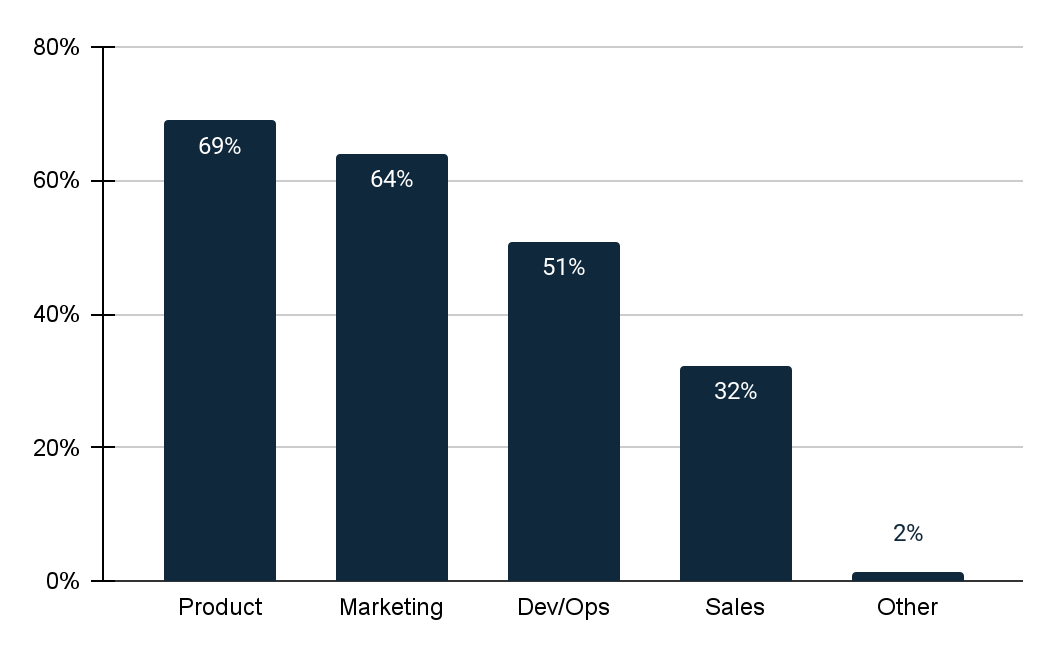 80%
60%
40%
20%
0%
69%
64%
51%
32%
2%
Product
Marketing
Dev/Ops
Sales
Other